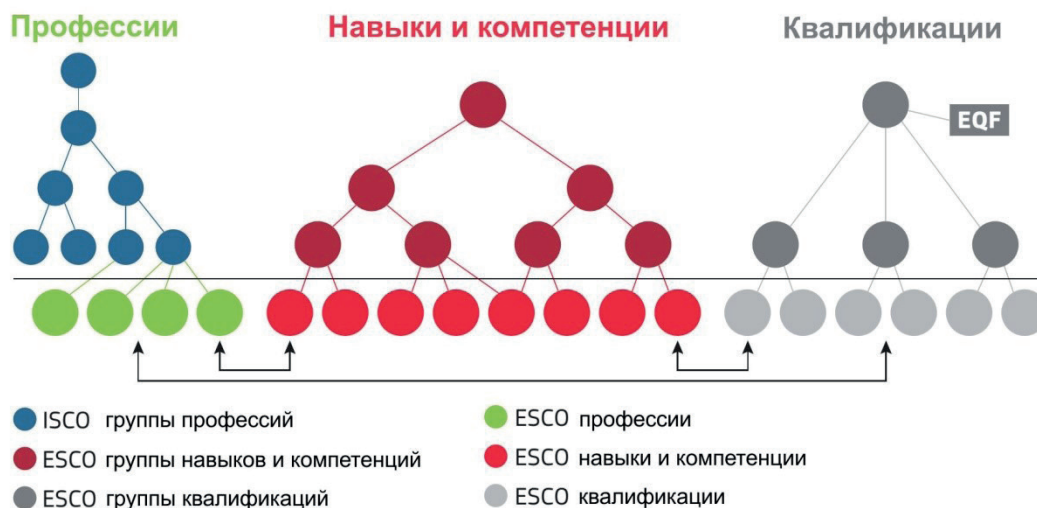 Профессии
Навыки и компетенции
Квалификации
EQF
ISCO группы профессий
ESCO профессии
ESCO группы навыков и компетенций
ESCO навыки и компетенции
ESCO группы квалификаций
ESCO квалификации